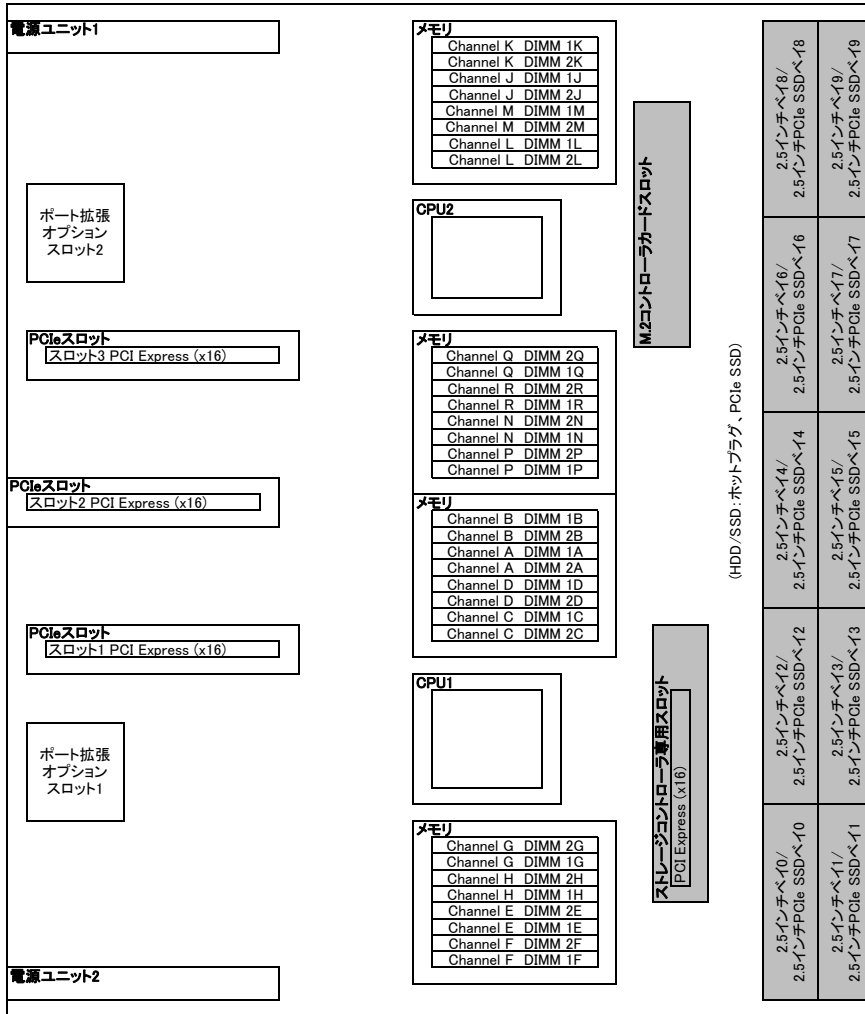 電源ユニット1
ポート拡張
オプション
スロット2
PCIeスロット
スロット3 PCI Express (x16)
PCIeスロット
スロット2 PCI Express (x16)
PCIeスロット
スロット1 PCI Express (x16)
ポート拡張
オプション
スロット1
電源ユニット2
メモリ
Channel K DIMM 1K
Channel K DIMM 2K
Channel J DIMM 1J
Channel J DIMM 2J
Channel M DIMM 1M
Channel M DIMM 2M
Channel L DIMM 1L
Channel L DIMM 2L
CPU2
メモリ
Channel Q DIMM 2Q
Channel Q DIMM 1Q
Channel R DIMM 2R
Channel R DIMM 1R
Channel N DIMM 2N
Channel N DIMM 1N
Channel P DIMM 2P
Channel P DIMM 1P
メモリ
Channel B DIMM 1B
Channel B DIMM 2B
Channel A DIMM 1A
Channel A DIMM 2A
Channel D DIMM 1D
Channel D DIMM 2D
Channel C DIMM 1C
Channel C DIMM 2C
CPU1
メモリ
Channel G DIMM 2G
Channel G DIMM 1G
Channel H DIMM 2H
Channel H DIMM 1H
Channel E DIMM 2E
Channel E DIMM 1E
Channel F DIMM 2F
Channel F DIMM 1F
M.2コントローラカードスロット
ストレージコントローラ専用スロット
PCI Express (x16)
(HDD/SSD:ホットプラグ、PCIe SSD)
2.5インチベイ8/
2.5インチPCIe SSDベイ8
2.5インチベイ9/
2.5インチPCIe SSDベイ9
2.5インチベイ6/
2.5インチPCIe SSDベイ6
2.5インチベイ7/
2.5インチPCIe SSDベイ7
2.5インチベイ4/
2.5インチPCIe SSDベイ4
2.5インチベイ5/
2.5インチPCIe SSDベイ5
2.5インチベイ2/
2.5インチPCIe SSDベイ2
2.5インチベイ3/
2.5インチPCIe SSDベイ3
2.5インチベイ0/
2.5インチPCIe SSDベイ0
2.5インチベイ1/
2.5インチPCIe SSDベイ1